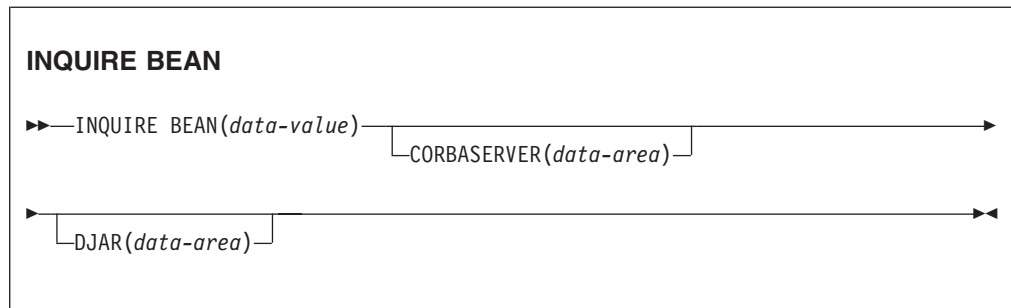 INQUIRE BEAN
INQUIRE BEAN(data-value)
CORBASERVER(data-area)
DJAR(data-area)